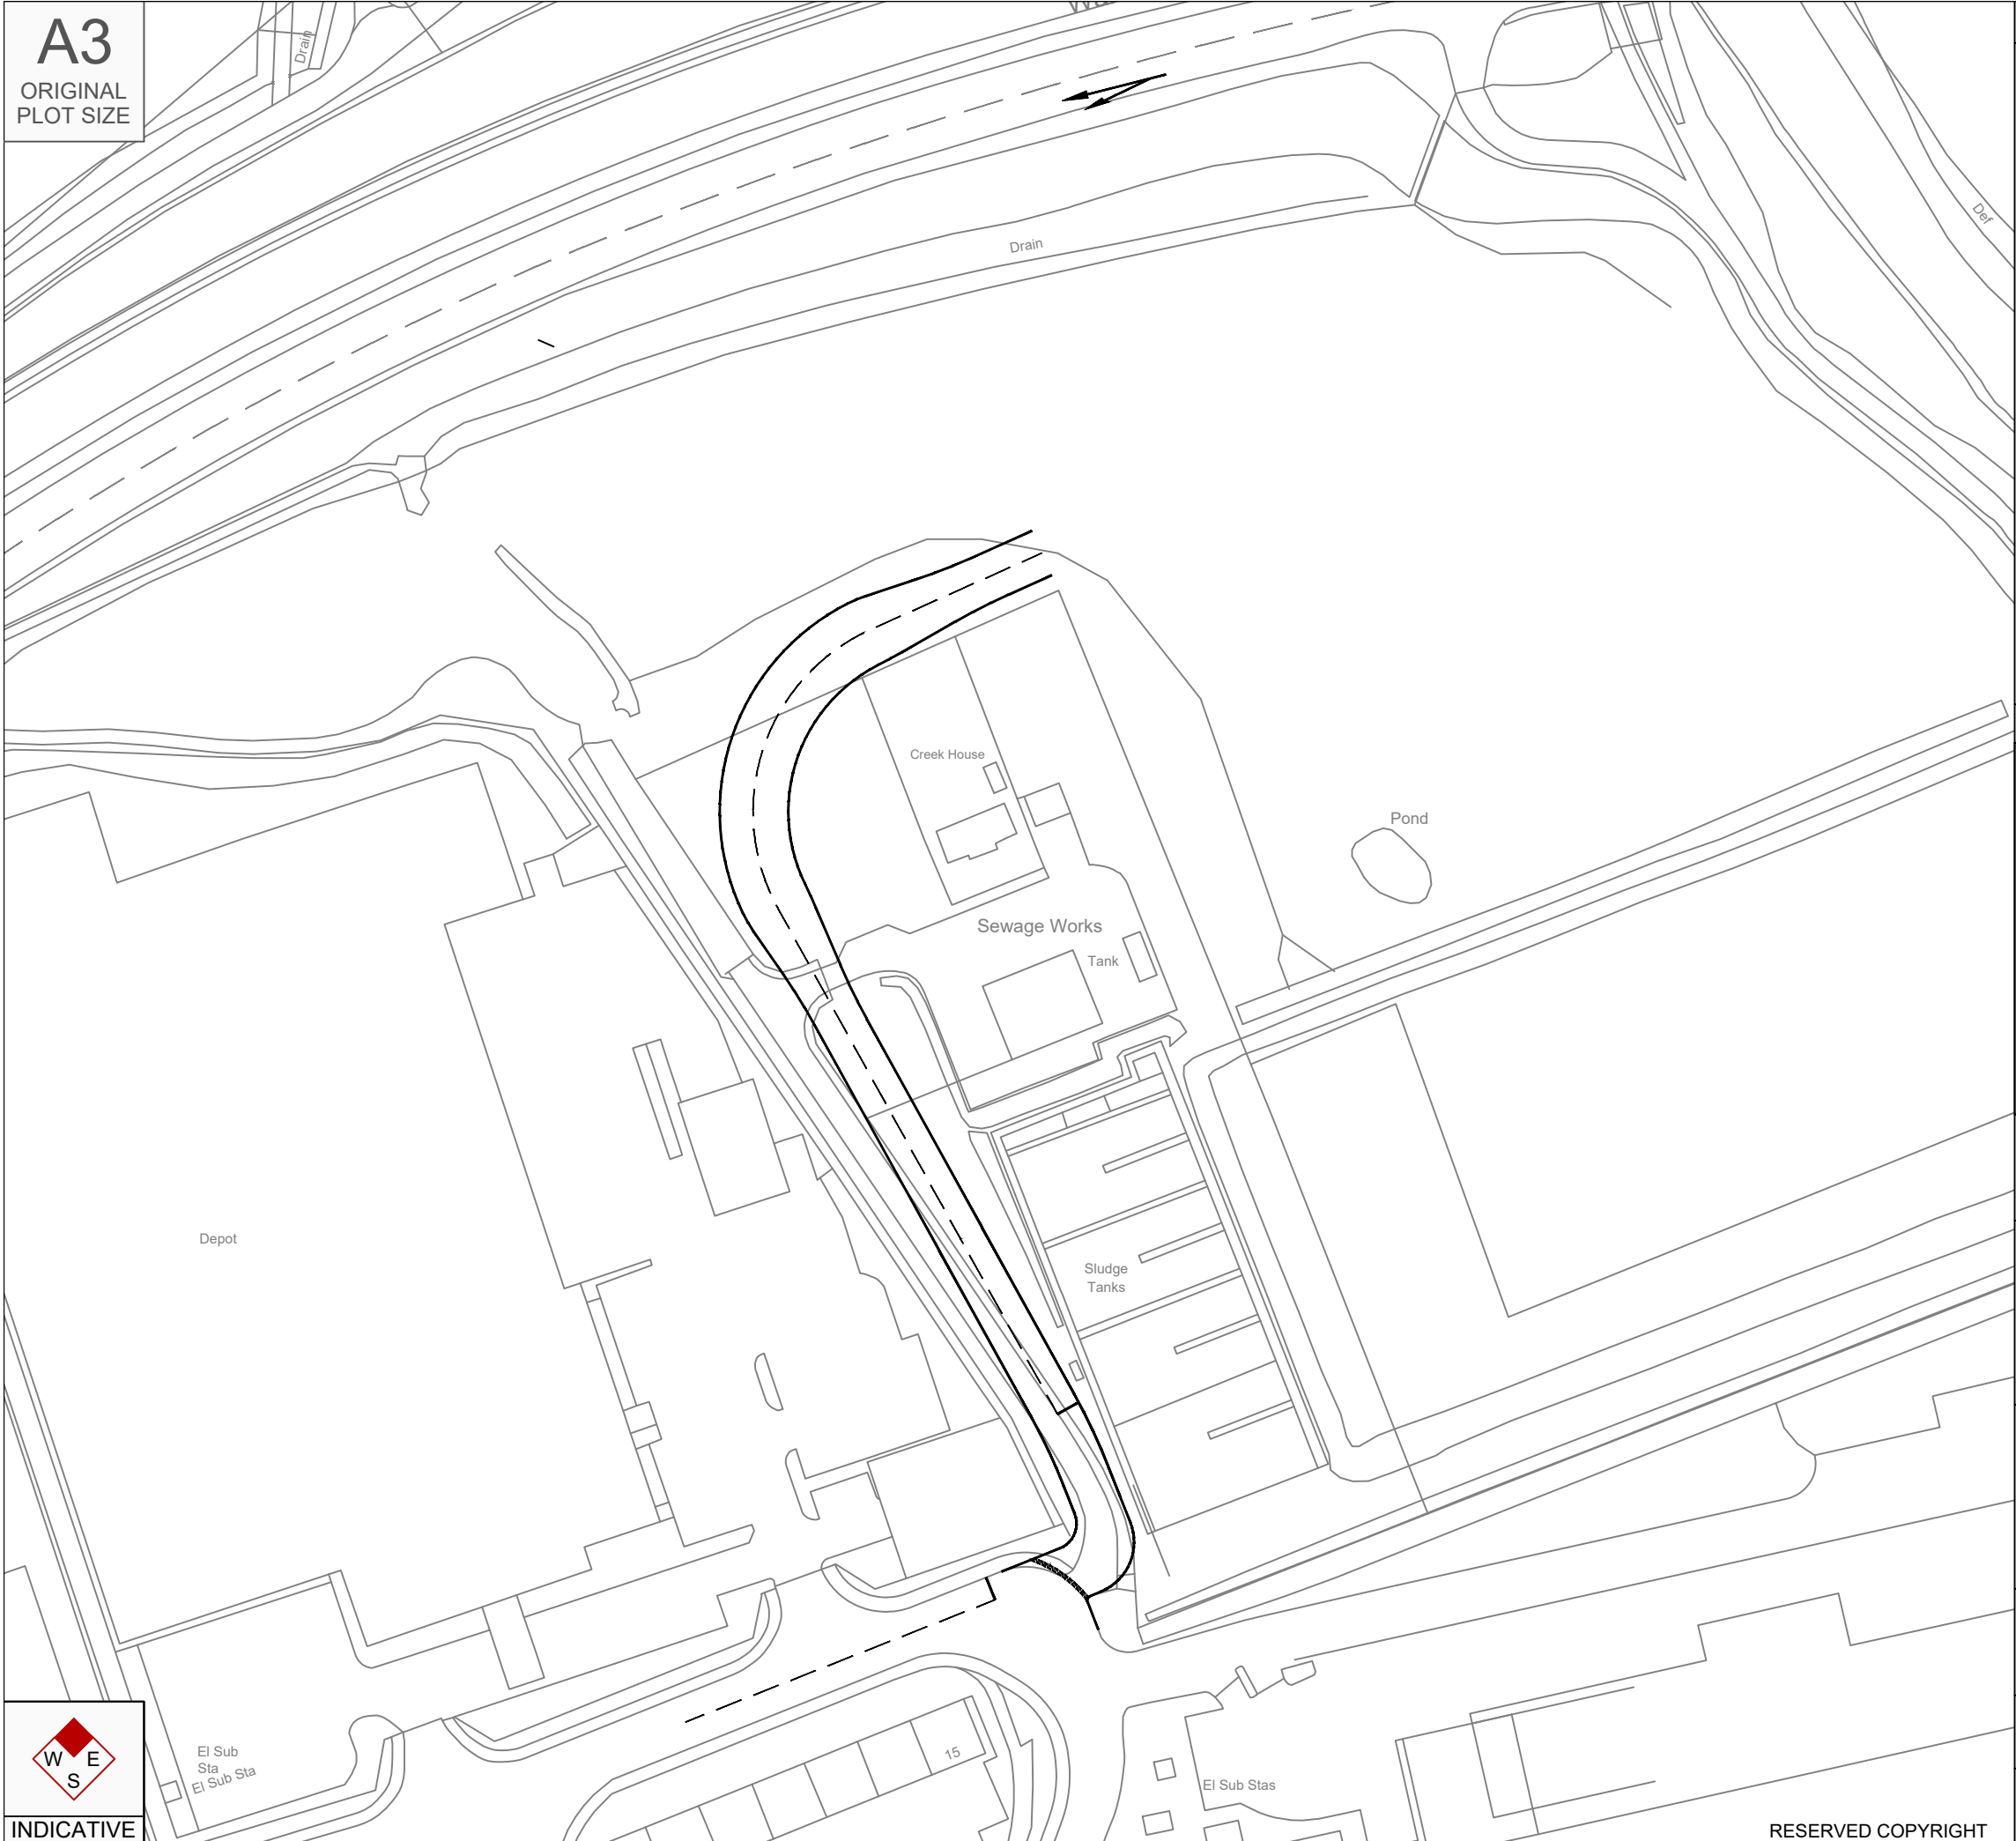 A3
ORIGINAL
PLOT SIZE
Drain
Def
Drain
Creek House
Pond
Sewage Works
Tank
Depot
Sludge
Tanks
15
El Sub
Sta
El Sub Sta
El Sub Stas
W E
S
INDICATIVE
RESERVED COPYRIGHT